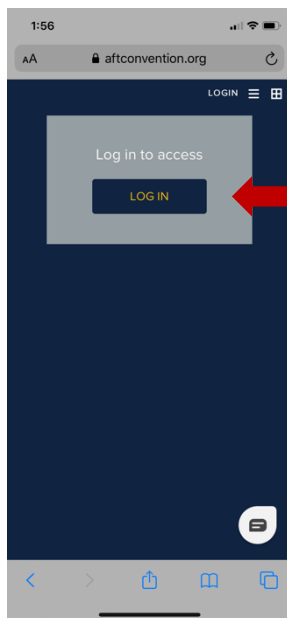 1:56
AA aftconvention.org
LOGIN
Log in to access
LOG IN